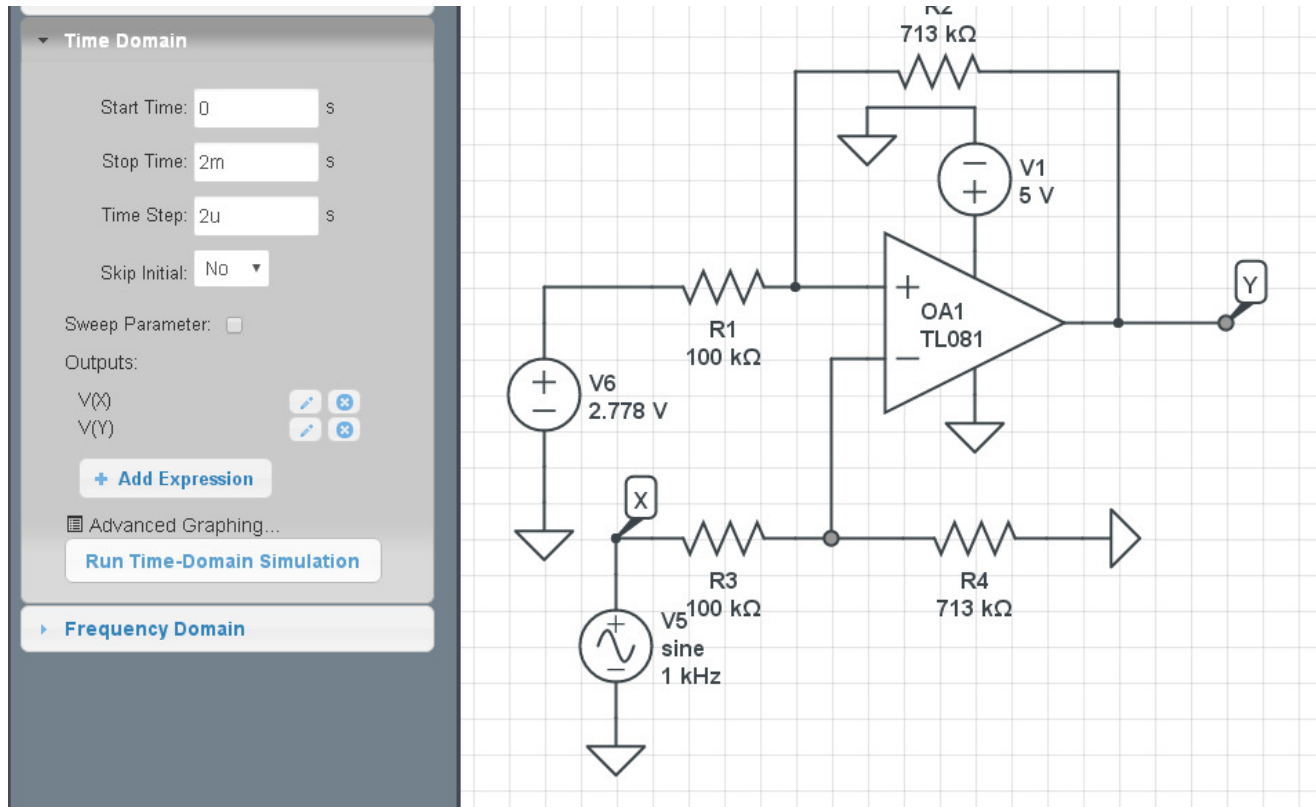 Time Domain
Start Time: 0 s
Stop Time: 2m s
Time Step: 2u s
Skip Initial: No
Sweep Parameter:
Outputs:
V(X)
V(Y)
+ Add Expression
Advanced Graphing...
Run Time-Domain Simulation
Frequency Domain
R2
713 kΩ
V1
5 V
+
OA1
TL081
R1
100 kΩ
V6
2.778 V
Y
X
R3
100 kΩ
R4
713 kΩ
V5
sine
1 kHz